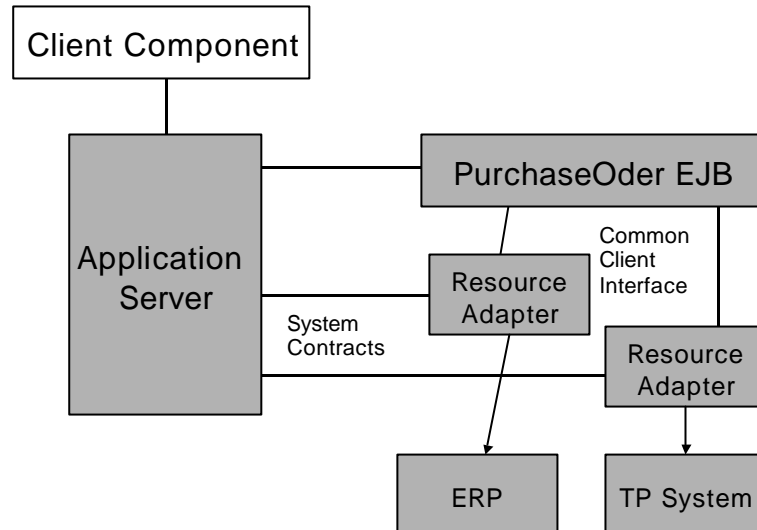 Client Component
PurchaseOder EJB
Application
Server
Common
Client
Interface
Resource
Adapter
System
Contracts
Resource
Adapter
ERP
TP System